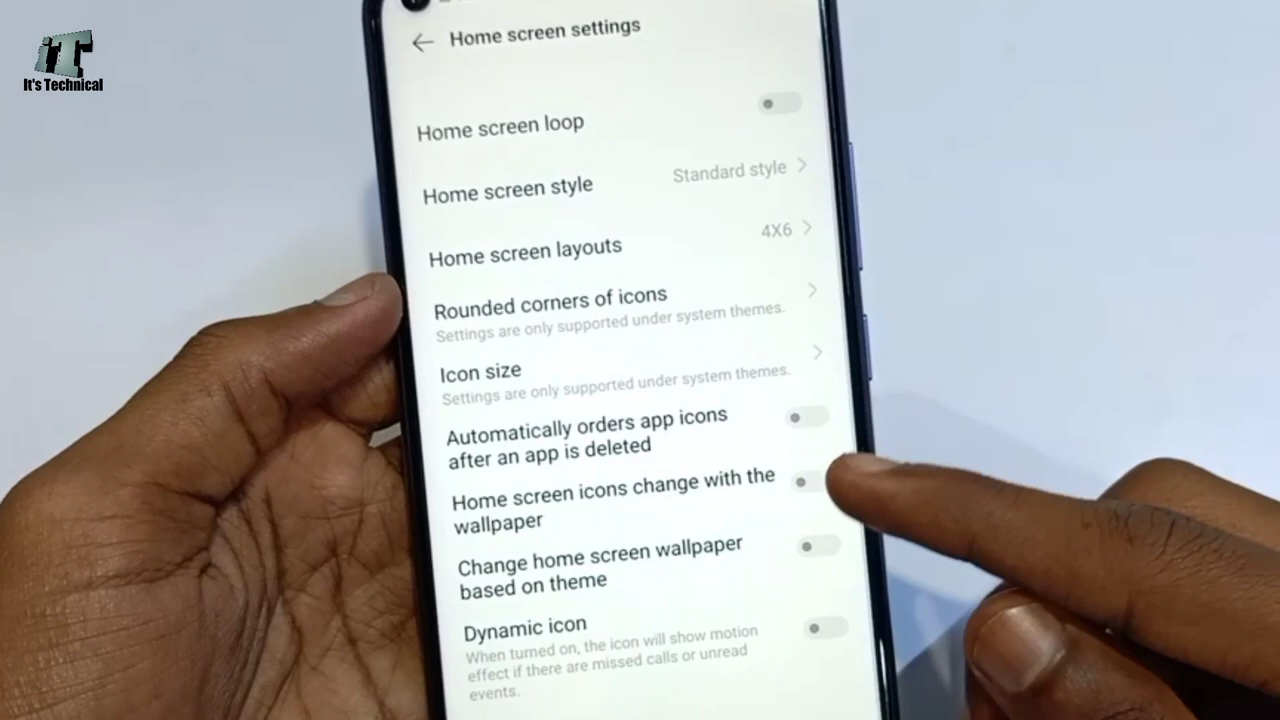 iT
It's Technical
Home screen settings
Home screen loop
Home screen style
Standard style
Home screen layouts
4X6
Rounded corners of icons
Settings are only supported under system themes.
Icon size
Settings are only supported under system themes.
Automatically orders app icons
after an app is deleted
Home screen icons change with the
wallpaper
Change home screen wallpaper
based on theme
Dynamic icon
When turned on, the icon will show motion
effect if there are missed calls or unread
events.